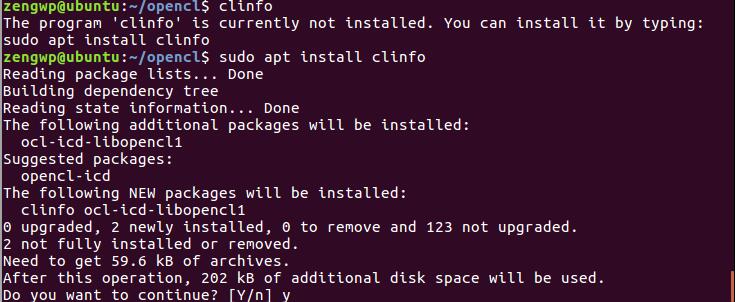 zengwp@ubuntu:~/opencl$ clinfo
The program 'clinfo' is currently not installed. You can install it by typing:
sudo apt install clinfo
zengwp@ubuntu:~/opencl$ sudo apt install clinfo
Reading package lists... Done
Building dependency tree
Reading state information... Done
The following additional packages will be installed:
  ocl-icd-libopencl1
Suggested packages:
  opencl-icd
The following NEW packages will be installed:
  clinfo ocl-icd-libopencl1
0 upgraded, 2 newly installed, 0 to remove and 123 not upgraded.
2 not fully installed or removed.
Need to get 59.6 kB of archives.
After this operation, 202 kB of additional disk space will be used.
Do you want to continue? [Y/n] y